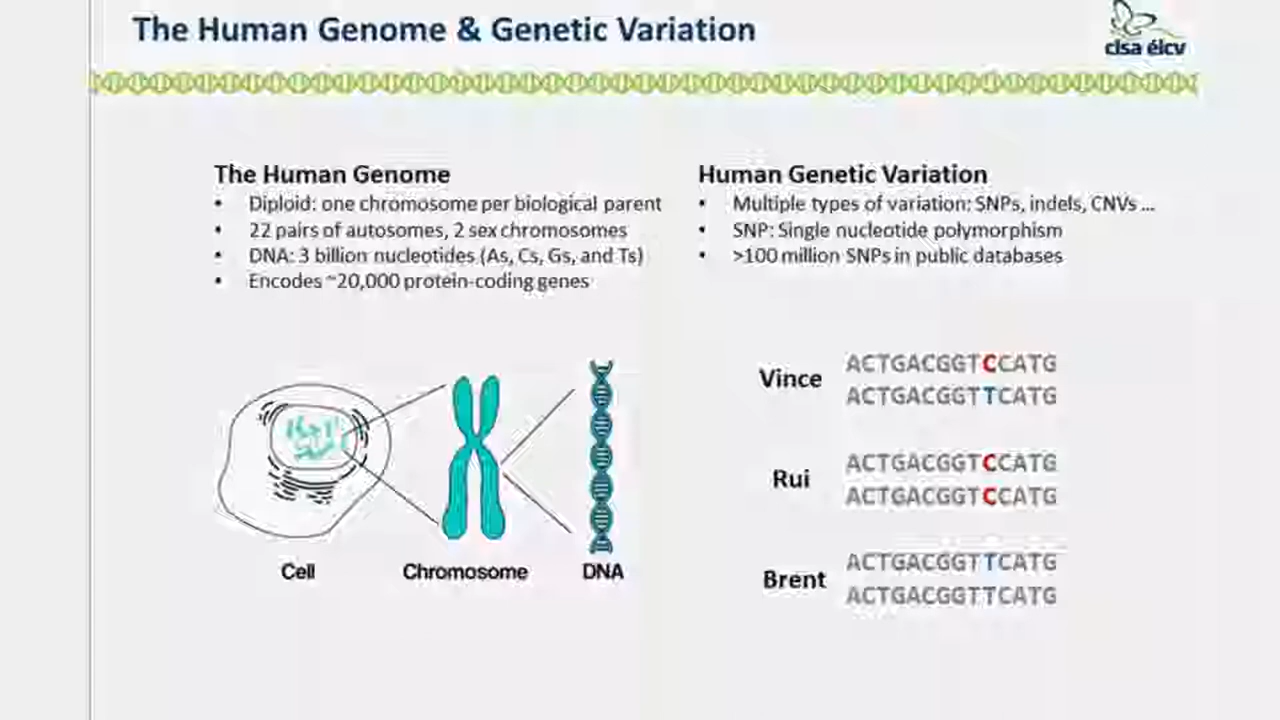 The Human Genome & Genetic Variation
clsa élcv
The Human Genome
• Diploid: one chromosome per biological parent
• 22 pairs of autosomes, 2 sex chromosomes
• DNA: 3 billion nucleotides (As, Cs, Gs, and Ts)
• Encodes ~20,000 protein-coding genes
Human Genetic Variation
• Multiple types of variation: SNPs, indels, CNVs ...
• SNP: Single nucleotide polymorphism
• >100 million SNPs in public databases
Cell
Chromosome
DNA
Vince
ACTGACGGTCCATG
ACTGACGGTTCATG
Rui
ACTGACGGTCCATG
ACTGACGGTCCATG
Brent
ACTGACGGTTCATG
ACTGACGGTTCATG